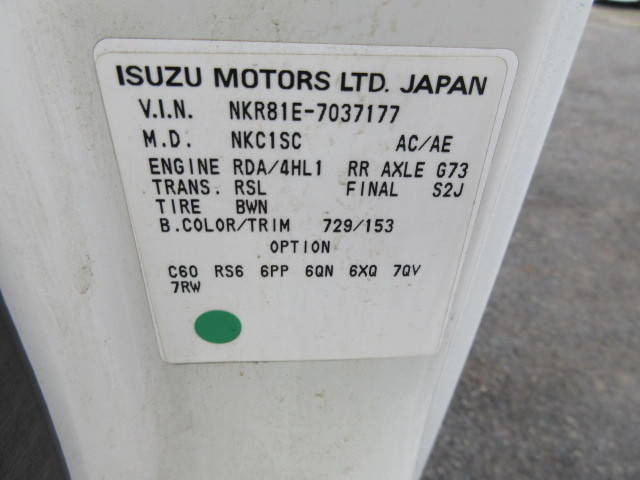 ISUZU MOTORS LTD. JAPAN
V.I.N. NKR81E-7037177
M.D. NKC1SC AC/AE
ENGINE RDA/4HL1 RR AXLE G73
TRANS. RSL FINAL S2J
TIRE BWN
B.COLOR/TRIM 729/153
OPTION
C60 RS6 6PP 6QN 6XQ 7QV
7RW